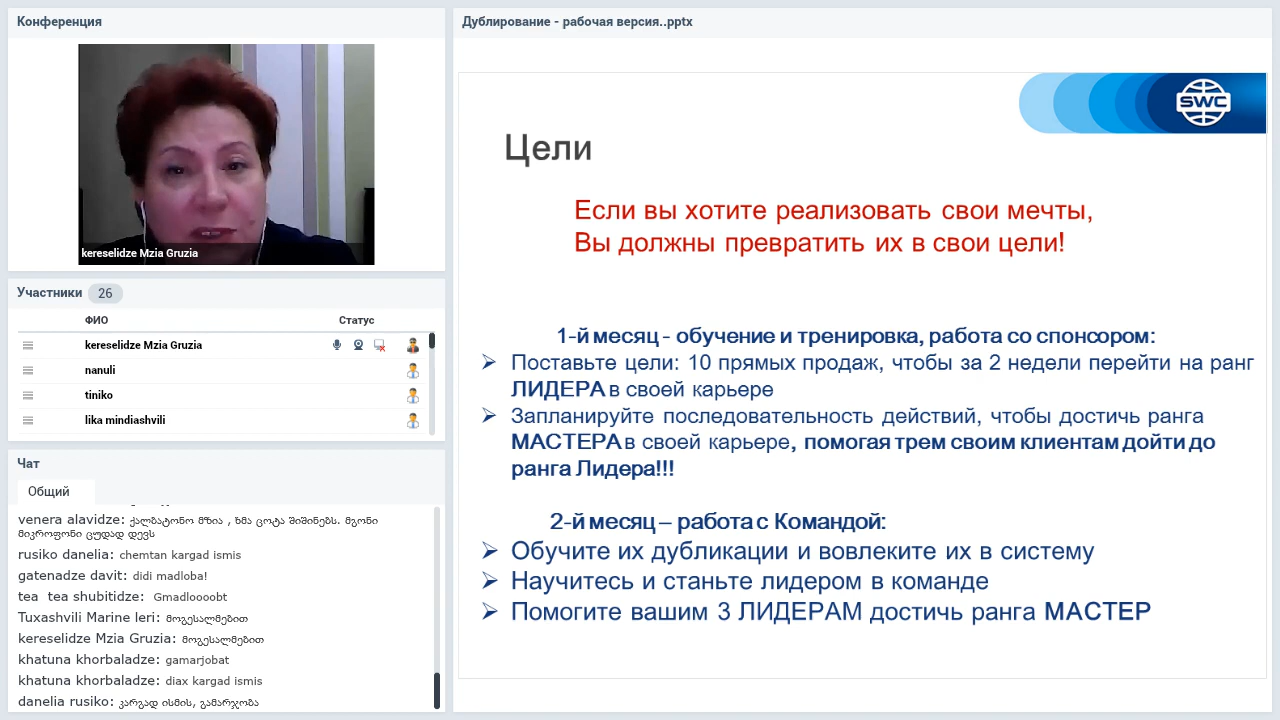 Конференция
kereselidze Mzia Gruzia
Участники 26
ФИО Статус
kereselidze Mzia Gruzia
nanuli
tiniko
lika mindiashvili
Чат
Общий
venera alavidze: ქალბატონო მზია , ხმა ცოტა შიშინებს. მგონი
მიკროფონი ცუდად დევს
rusiko danelia: chemtan kargad ismis
gatenadze davit: didi madloba!
tea tea shubitidze: Gmadloooobt
Tuxashvili Marine leri: მოგესალმებით
kereselidze Mzia Gruzia: მოგესალმებით
khatuna khorbaladze: gamarjobat
khatuna khorbaladze: diax kargad ismis
danelia rusiko: კარგად ისმის, გამარჯობა
Дублирование - рабочая версия..pptx
SWC
Цели
Если вы хотите реализовать свои мечты,
Вы должны превратить их в свои цели!
1-й месяц - обучение и тренировка, работа со спонсором:
Поставьте цели: 10 прямых продаж, чтобы за 2 недели перейти на ранг
ЛИДЕРА в своей карьере
Запланируйте последовательность действий, чтобы достичь ранга
МАСТЕРА в своей карьере, помогая трем своим клиентам дойти до
ранга Лидера!!!
2-й месяц – работа с Командой:
Обучите их дубликации и вовлеките их в систему
Научитесь и станьте лидером в команде
Помогите вашим 3 ЛИДЕРАМ достичь ранга МАСТЕР